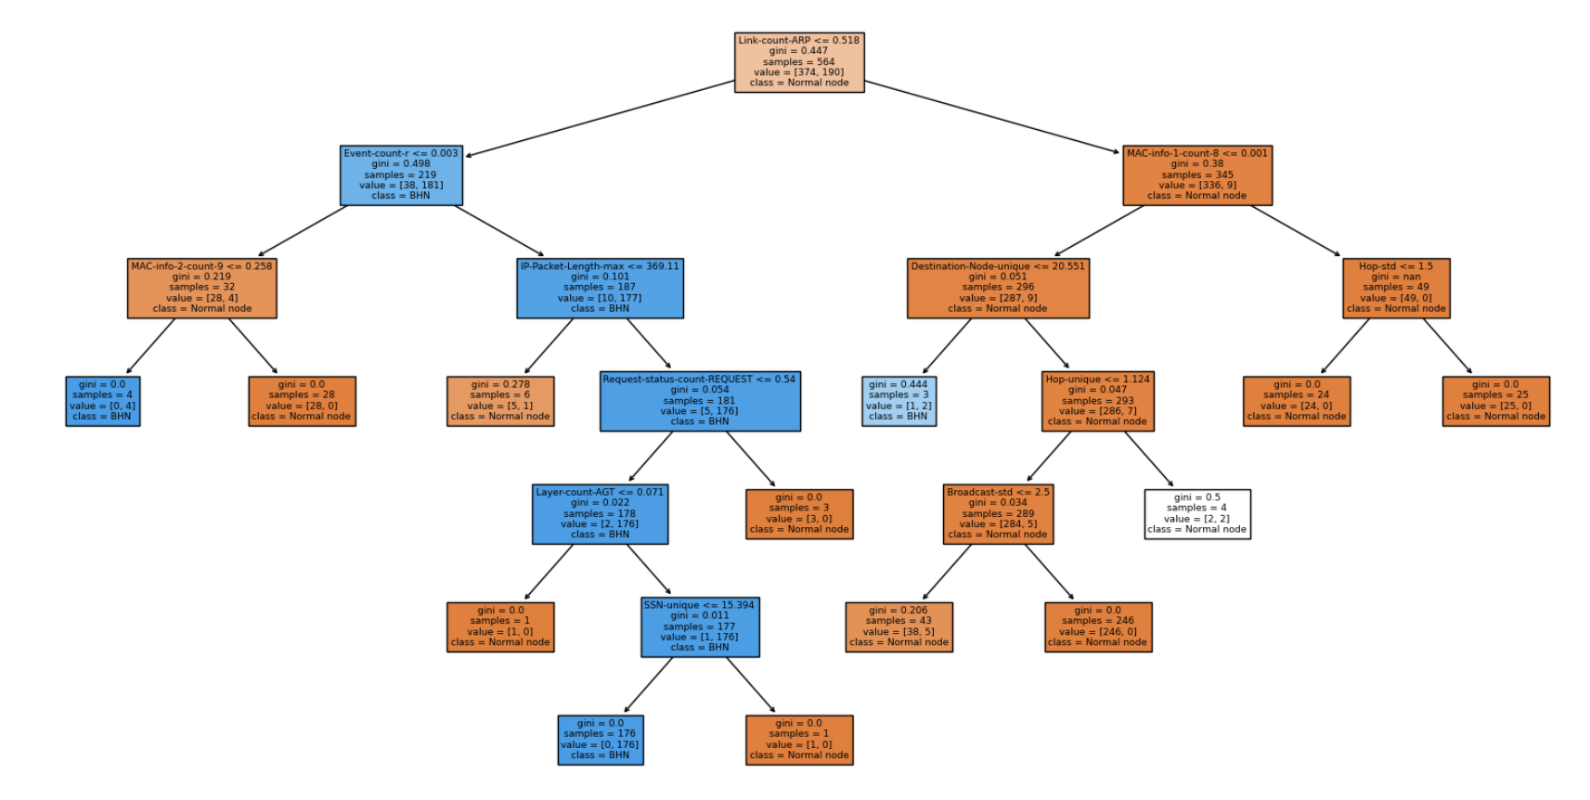 Link-count-ARP <= 0.518
gini = 0.447
samples = 564
value = [374, 190]
class = Normal node
Event-count-r <= 0.003
gini = 0.498
samples = 219
value = [38, 181]
class = BHN
MAC-info-1-count-8 <= 0.001
gini = 0.38
samples = 345
value = [336, 9]
class = Normal node
MAC-info-2-count-9 <= 0.258
gini = 0.219
samples = 32
value = [28, 4]
class = Normal node
IP-Packet-Length-max <= 369.11
gini = 0.101
samples = 187
value = [10, 177]
class = BHN
Destination-Node-unique <= 20.551
gini = 0.051
samples = 296
value = [287, 9]
class = Normal node
Hop-std <= 1.5
gini = nan
samples = 49
value = [49, 0]
class = Normal node
gini = 0.0
samples = 4
value = [0, 4]
class = BHN
gini = 0.0
samples = 28
value = [28, 0]
class = Normal node
gini = 0.278
samples = 6
value = [5, 1]
class = Normal node
Request-status-count-REQUEST <= 0.54
gini = 0.054
samples = 181
value = [5, 176]
class = BHN
gini = 0.444
samples = 3
value = [1, 2]
class = BHN
Hop-unique <= 1.124
gini = 0.047
samples = 293
value = [286, 7]
class = Normal node
gini = 0.0
samples = 24
value = [24, 0]
class = Normal node
gini = 0.0
samples = 25
value = [25, 0]
class = Normal node
Layer-count-AGT <= 0.071
gini = 0.022
samples = 178
value = [2, 176]
class = BHN
gini = 0.0
samples = 3
value = [3, 0]
class = Normal node
Broadcast-std <= 2.5
gini = 0.034
samples = 289
value = [284, 5]
class = Normal node
gini = 0.5
samples = 4
value = [2, 2]
class = Normal node
gini = 0.0
samples = 1
value = [1, 0]
class = Normal node
SSN-unique <= 15.394
gini = 0.011
samples = 177
value = [1, 176]
class = BHN
gini = 0.206
samples = 43
value = [38, 5]
class = Normal node
gini = 0.0
samples = 246
value = [246, 0]
class = Normal node
gini = 0.0
samples = 176
value = [0, 176]
class = BHN
gini = 0.0
samples = 1
value = [1, 0]
class = Normal node